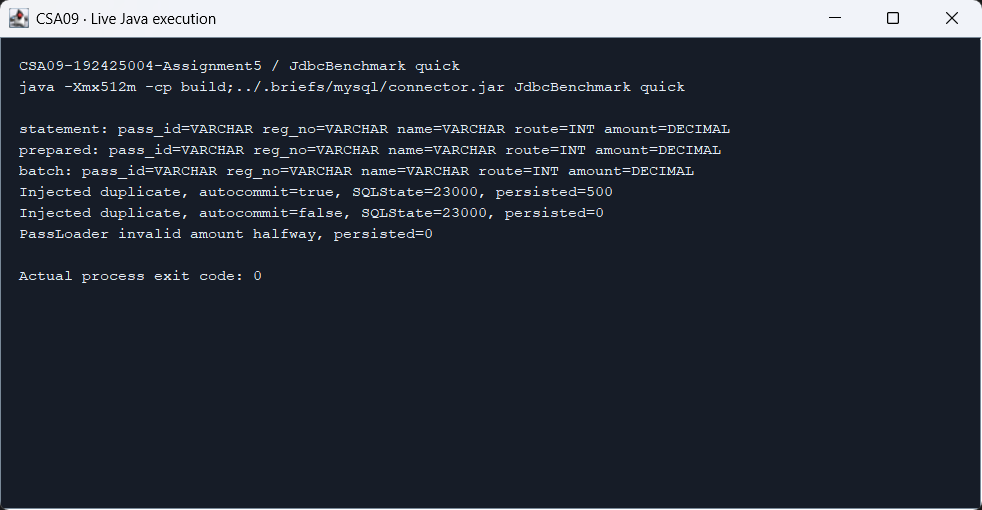 CSA09 · Live Java execution
CSA09-192425004-Assignment5 / JdbcBenchmark quick
java -Xmx512m -cp build;../.briefs/mysql/connector.jar JdbcBenchmark quick
statement: pass_id=VARCHAR reg_no=VARCHAR name=VARCHAR route=INT amount=DECIMAL
prepared: pass_id=VARCHAR reg_no=VARCHAR name=VARCHAR route=INT amount=DECIMAL
batch: pass_id=VARCHAR reg_no=VARCHAR name=VARCHAR route=INT amount=DECIMAL
Injected duplicate, autocommit=true, SQLState=23000, persisted=500
Injected duplicate, autocommit=false, SQLState=23000, persisted=0
PassLoader invalid amount halfway, persisted=0
Actual process exit code: 0